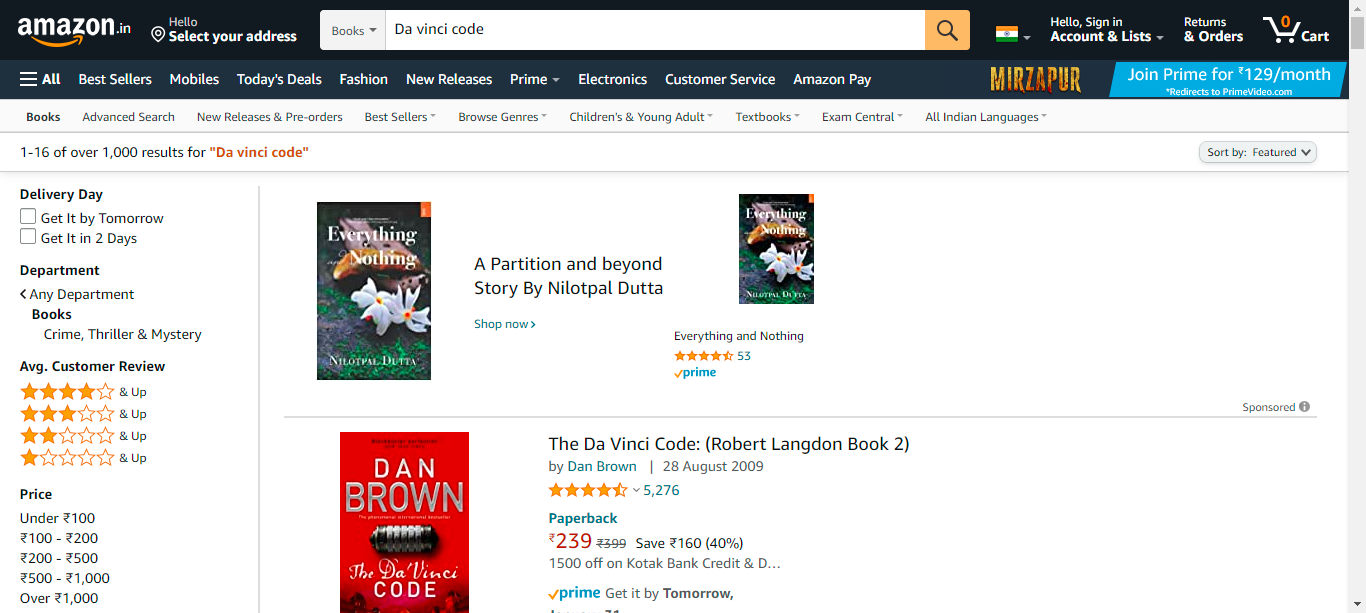 amazon.in
Hello
Select your address
Books
Da vinci code
Hello, Sign in
Account & Lists
Returns
& Orders
0
Cart
All
Best Sellers
Mobiles
Today's Deals
Fashion
New Releases
Prime
Electronics
Customer Service
Amazon Pay
MIRZAPUR
Join Prime for ₹129/month
*Redirects to PrimeVideo.com
Books
Advanced Search
New Releases & Pre-orders
Best Sellers
Browse Genres
Children's & Young Adult
Textbooks
Exam Central
All Indian Languages
1-16 of over 1,000 results for "Da vinci code"
Sort by: Featured
Delivery Day
Get It by Tomorrow
Get It in 2 Days
Department
Any Department
Books
Crime, Thriller & Mystery
Avg. Customer Review
& Up
& Up
& Up
& Up
Price
Under ₹100
₹100 - ₹200
₹200 - ₹500
₹500 - ₹1,000
Over ₹1,000
Everything
and Nothing
NILOTPAL DUTTA
A Partition and beyond
Story By Nilotpal Dutta
Shop now
Everything
and Nothing
NILOTPAL DUTTA
Everything and Nothing
53
prime
Sponsored
DAN
BROWN
The phenomenal international bestseller
The Da Vinci
CODE
The Da Vinci Code: (Robert Langdon Book 2)
by Dan Brown | 28 August 2009
5,276
Paperback
₹239 ₹399 Save ₹160 (40%)
1500 off on Kotak Bank Credit & D…
prime Get it by Tomorrow,
January 31